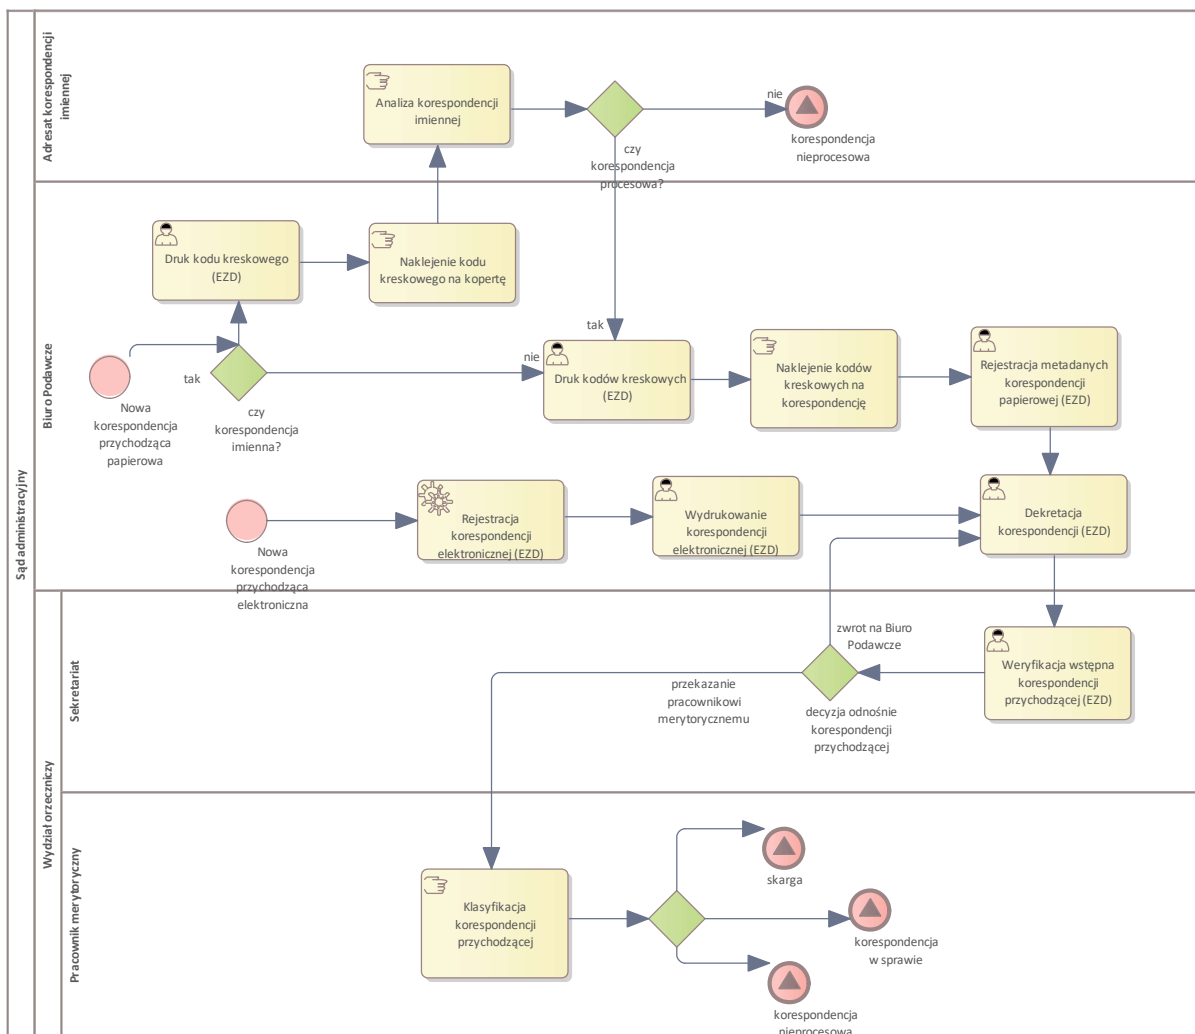 Sąd administracyjny
Adresat korespondencji
imiennej
Analiza korespondencji
imiennej
czy
korespondencja
procesowa?
nie
korespondencja
nieprocesowa
Biuro Podawcze
Druk kodu kreskowego
(EZD)
Naklejenie kodu
kreskowego na kopertę
Nowa
korespondencja
przychodząca
papierowa
tak
czy
korespondencja
imienna?
nie
tak
Druk kodów kreskowych
(EZD)
Naklejenie kodów
kreskowych na
korespondencję
Rejestracja metadanych
korespondencji
papierowej (EZD)
Nowa
korespondencja
przychodząca
elektroniczna
Rejestracja
korespondencji
elektronicznej (EZD)
Wydrukowanie
korespondencji
elektronicznej (EZD)
Dekretacja
korespondencji (EZD)
Wydział orzeczniczy
Sekretariat
zwrot na Biuro
Podawcze
Weryfikacja wstępna
korespondencji
przychodzącej (EZD)
decyzja odnośnie
korespondencji
przychodzącej
przekazanie
pracownikowi
merytorycznemu
Pracownik merytoryczny
Klasyfikacja
korespondencji
przychodzącej
skarga
korespondencja
w sprawie
korespondencja
nieprocesowa